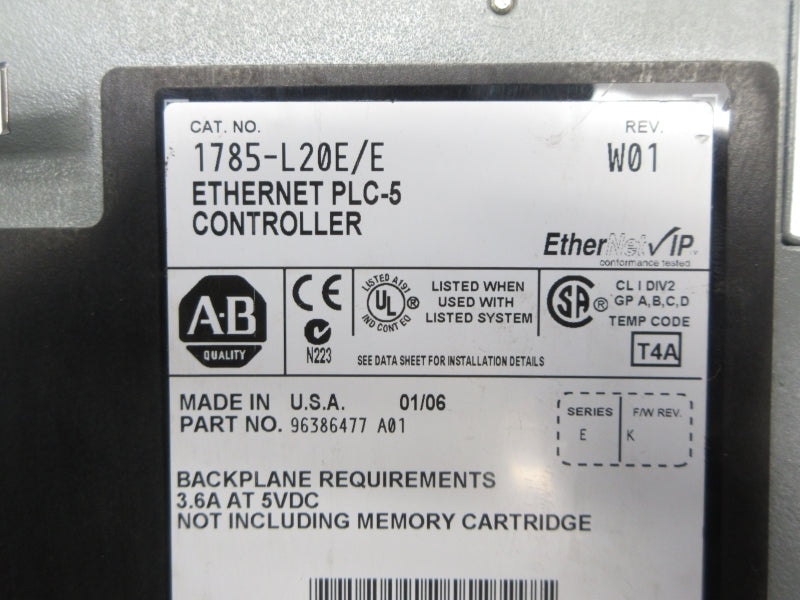 CAT. NO.
REV.
1785-L20E/E
W01
ETHERNET PLC-5
CONTROLLER
EtherNet/IP
conformance tested
A-B
QUALITY
CE
N223
LISTED A191
UL ®
IND CONT EQ
LISTED WHEN
USED WITH
LISTED SYSTEM
SEE DATA SHEET FOR INSTALLATION DETAILS
SA ®
CL I DIV2
GP A,B,C,D
TEMP CODE
T4A
MADE IN U.S.A. 01/06
PART NO. 96386477 A01
SERIES
E
F/W REV.
K
BACKPLANE REQUIREMENTS
3.6A AT 5VDC
NOT INCLUDING MEMORY CARTRIDGE